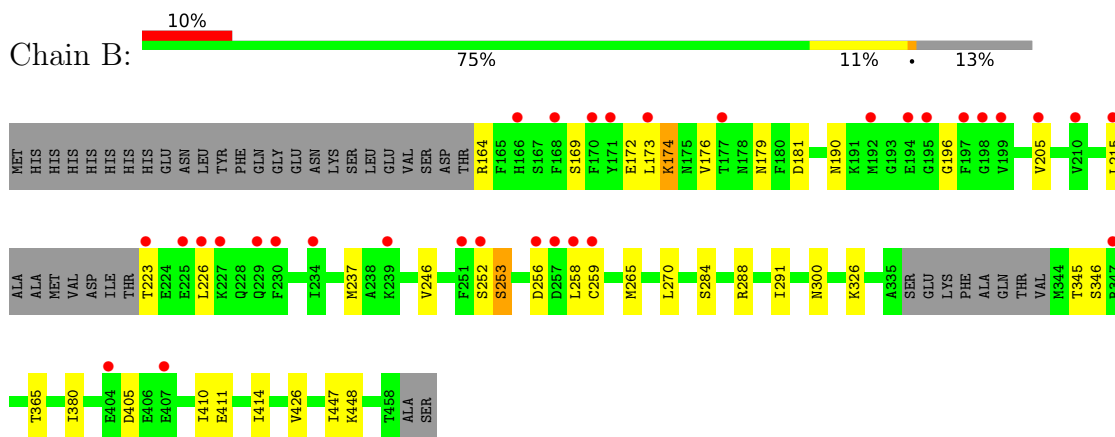 10%
Chain B:
75% 11% • 13%
MET HIS HIS HIS HIS HIS HIS HIS HIS GLU ASN LEU TYR PHE GLN GLY GLU ASN LYS SER LEU GLU VAL SER ASP THR R164 F165 H166 S167 F168 S169 F170 Y171 E172 L173 K174 N175 V176 T177 N178 N179 F180 D181 N190 K191 M192 G193 E194 G195 G196 F197 G198 V199 V205 V210 L215
ALA ALA MET VAL ASP ILE THR T223 E224 E225 L226 K227 Q228 Q229 F230 I234 M237 A238 K239 V246 F251 S252 S253 D256 D257 L258 C259 M265 L270 S284 R288 I291 N300 K326 A335 SER GLU LYS PHE ALA GLN THR VAL M344 T345 S346 R347
T365 I380 E404 D405 E406 E407 I410 E411 I414 V426 I447 K448 T458 ALA SER